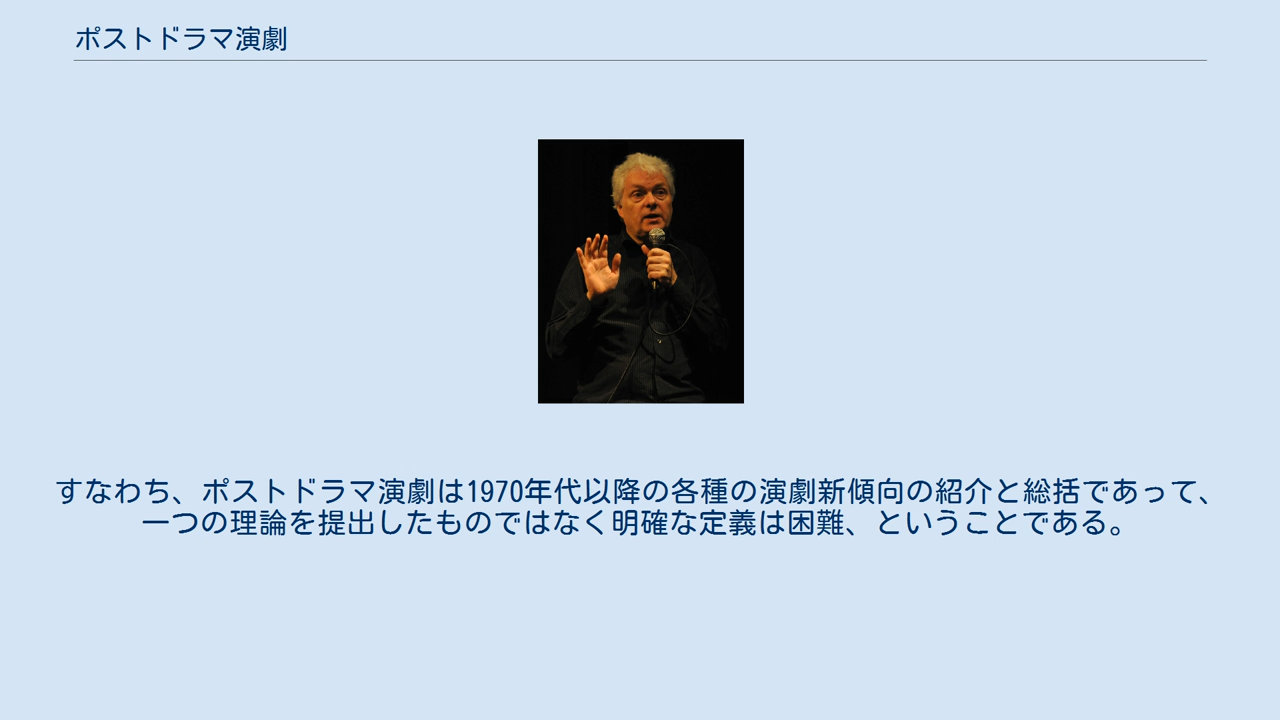 ポストドラマ演劇
すなわち、ポストドラマ演劇は1970年代以降の各種の演劇新傾向の紹介と総括であって、
一つの理論を提出したものではなく明確な定義は困難、ということである。